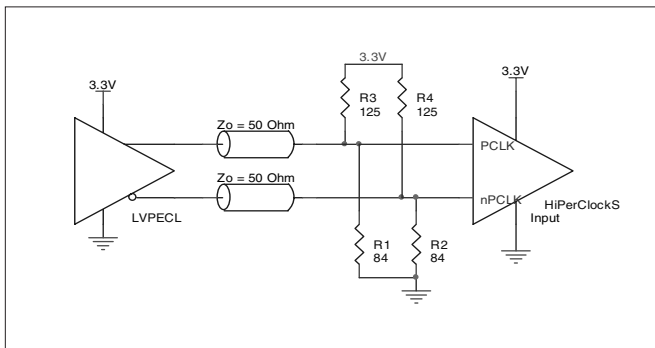 3.3V
3.3V
R3
125
R4
125
3.3V
Zo = 50 Ohm
PCLK
Zo = 50 Ohm
nPCLK
HiPerClockS
Input
LVPECL
R1
84
R2
84